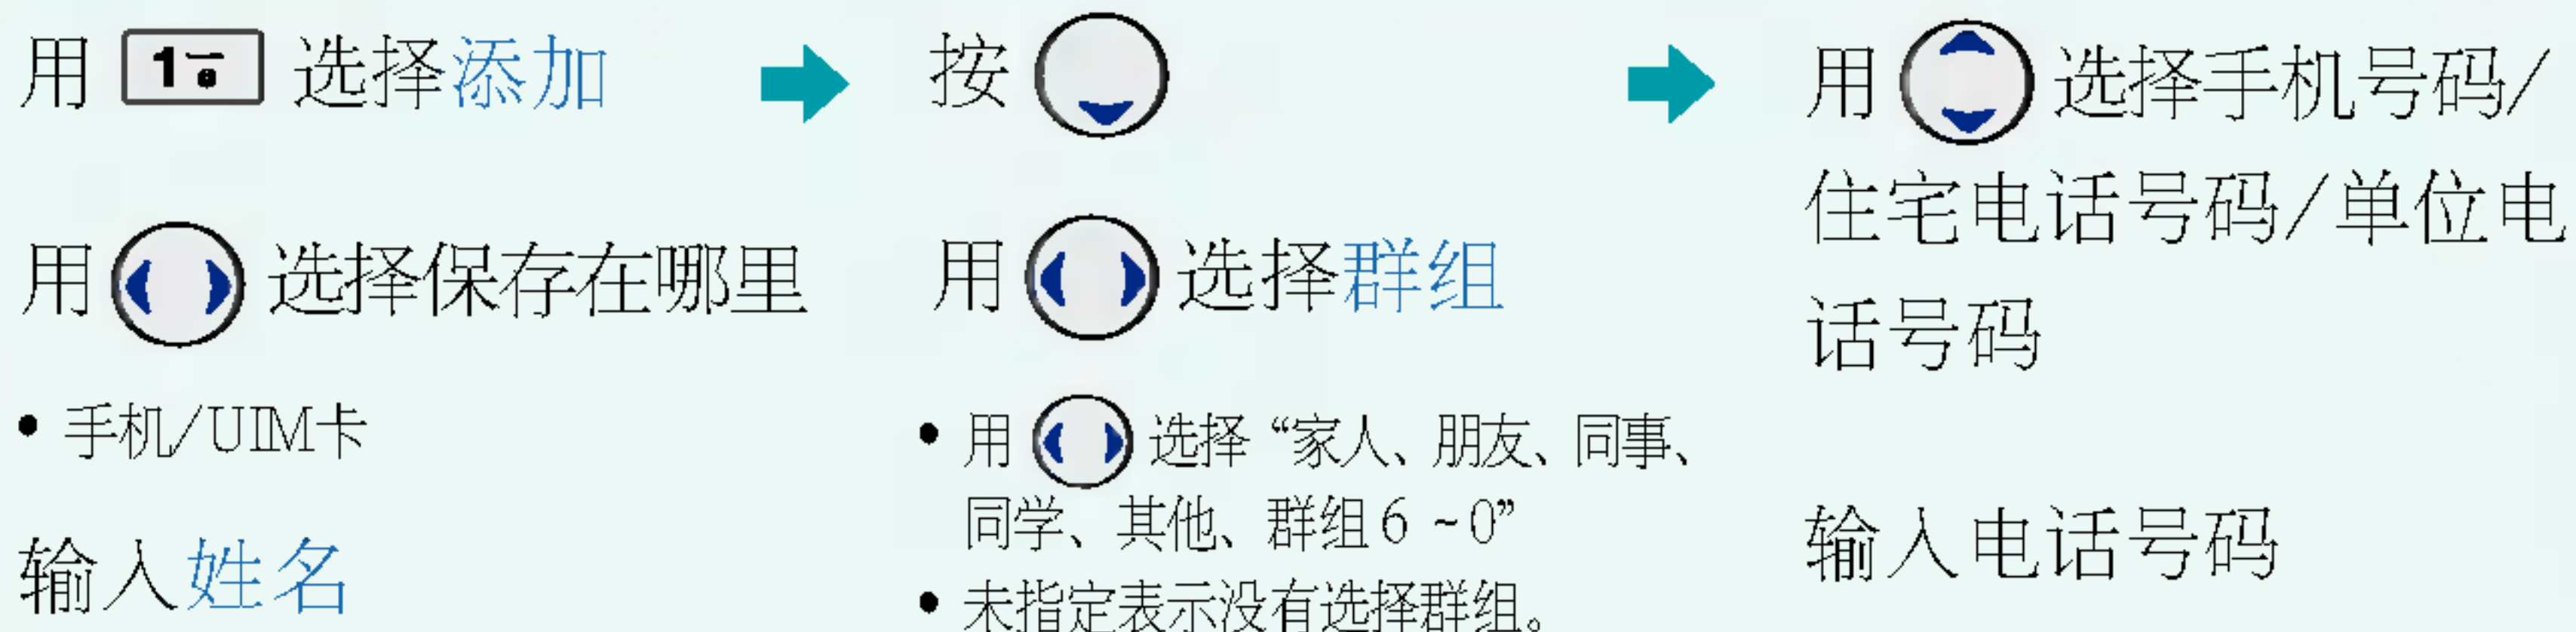 用 1 选择添加
用 选择保存在哪里
• 手机/UIM卡
输入姓名
按
用 选择群组
• 用 选择“家人、朋友、同事、
同学、其他、群组6 ~0”
• 未指定表示没有选择群组。
用 选择手机号码/
住宅电话号码/单位电
话号码
输入电话号码